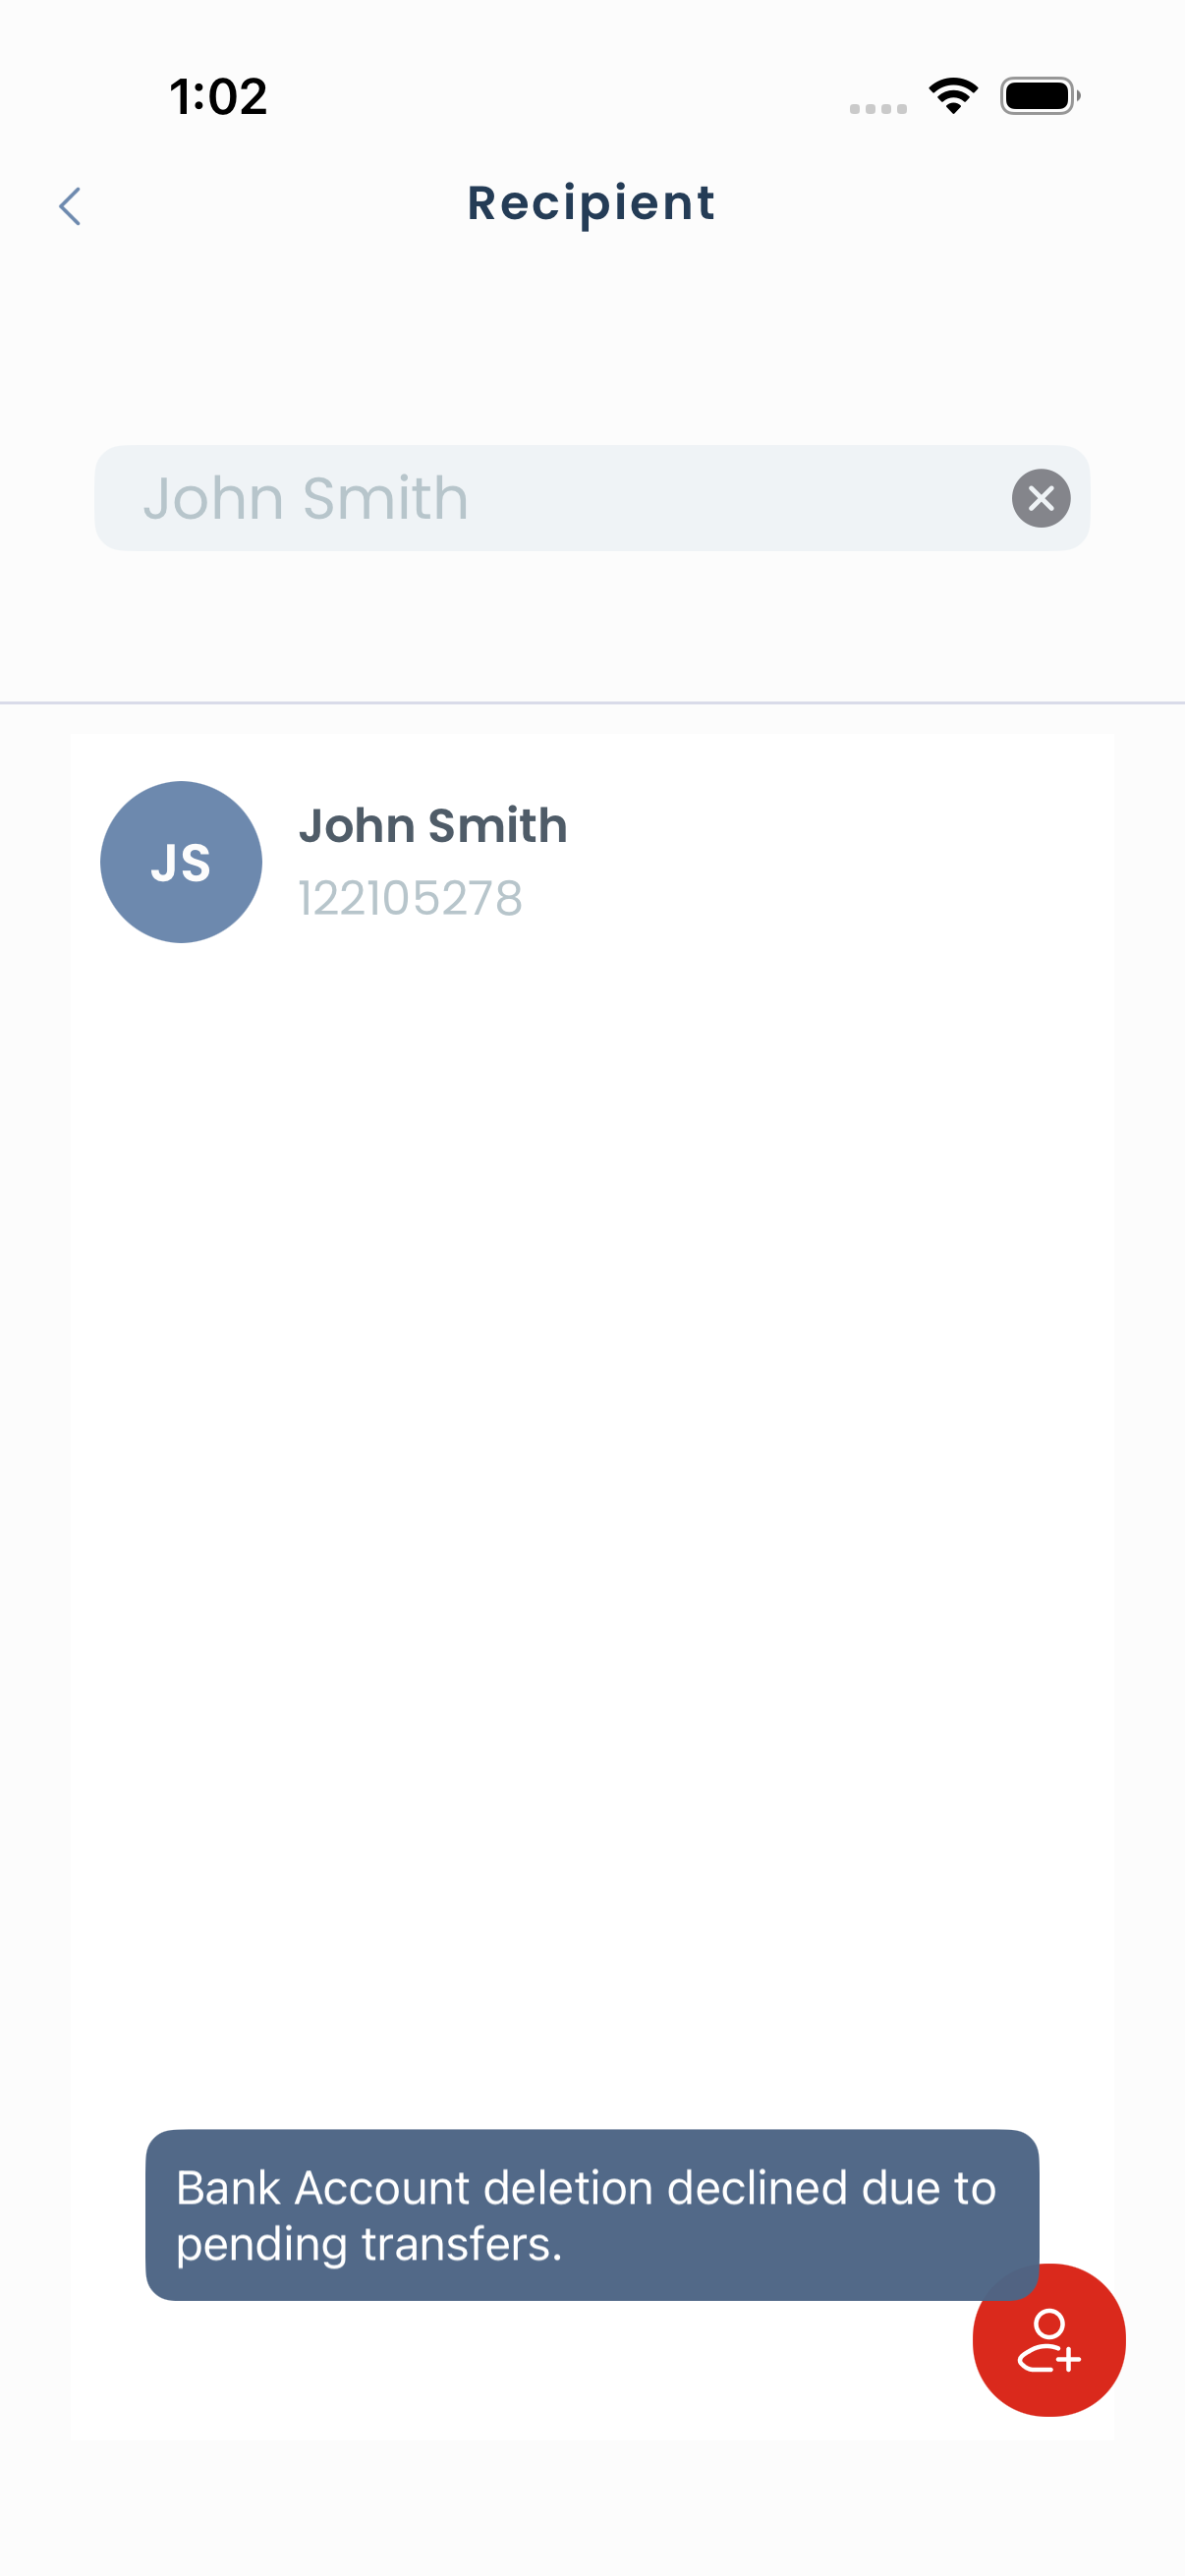 1:02
Recipient
John Smith
JS
John Smith
122105278
Bank Account deletion declined due to
pending transfers.